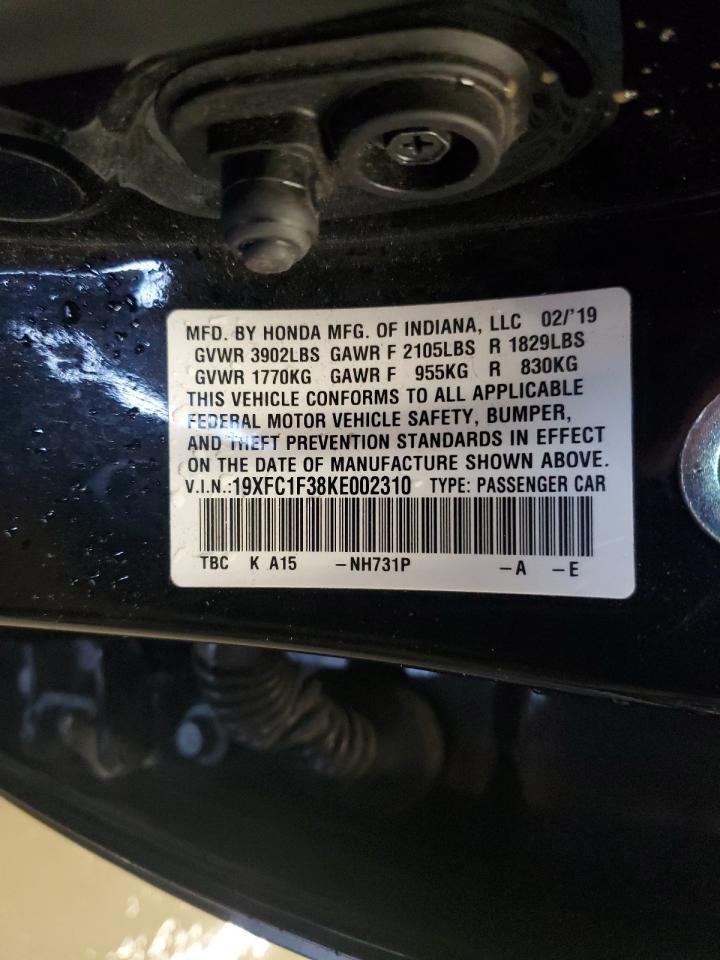 MFD. BY HONDA MFG. OF INDIANA, LLC 02/'19
GVWR 3902LBS GAWR F 2105LBS R 1829LBS
GVWR 1770KG GAWR F 955KG R 830KG
THIS VEHICLE CONFORMS TO ALL APPLICABLE
FEDERAL MOTOR VEHICLE SAFETY, BUMPER,
AND THEFT PREVENTION STANDARDS IN EFFECT
ON THE DATE OF MANUFACTURE SHOWN ABOVE.
V.I.N.:19XFC1F38KE002310 TYPE: PASSENGER CAR
TBC K A15 -NH731P -A -E